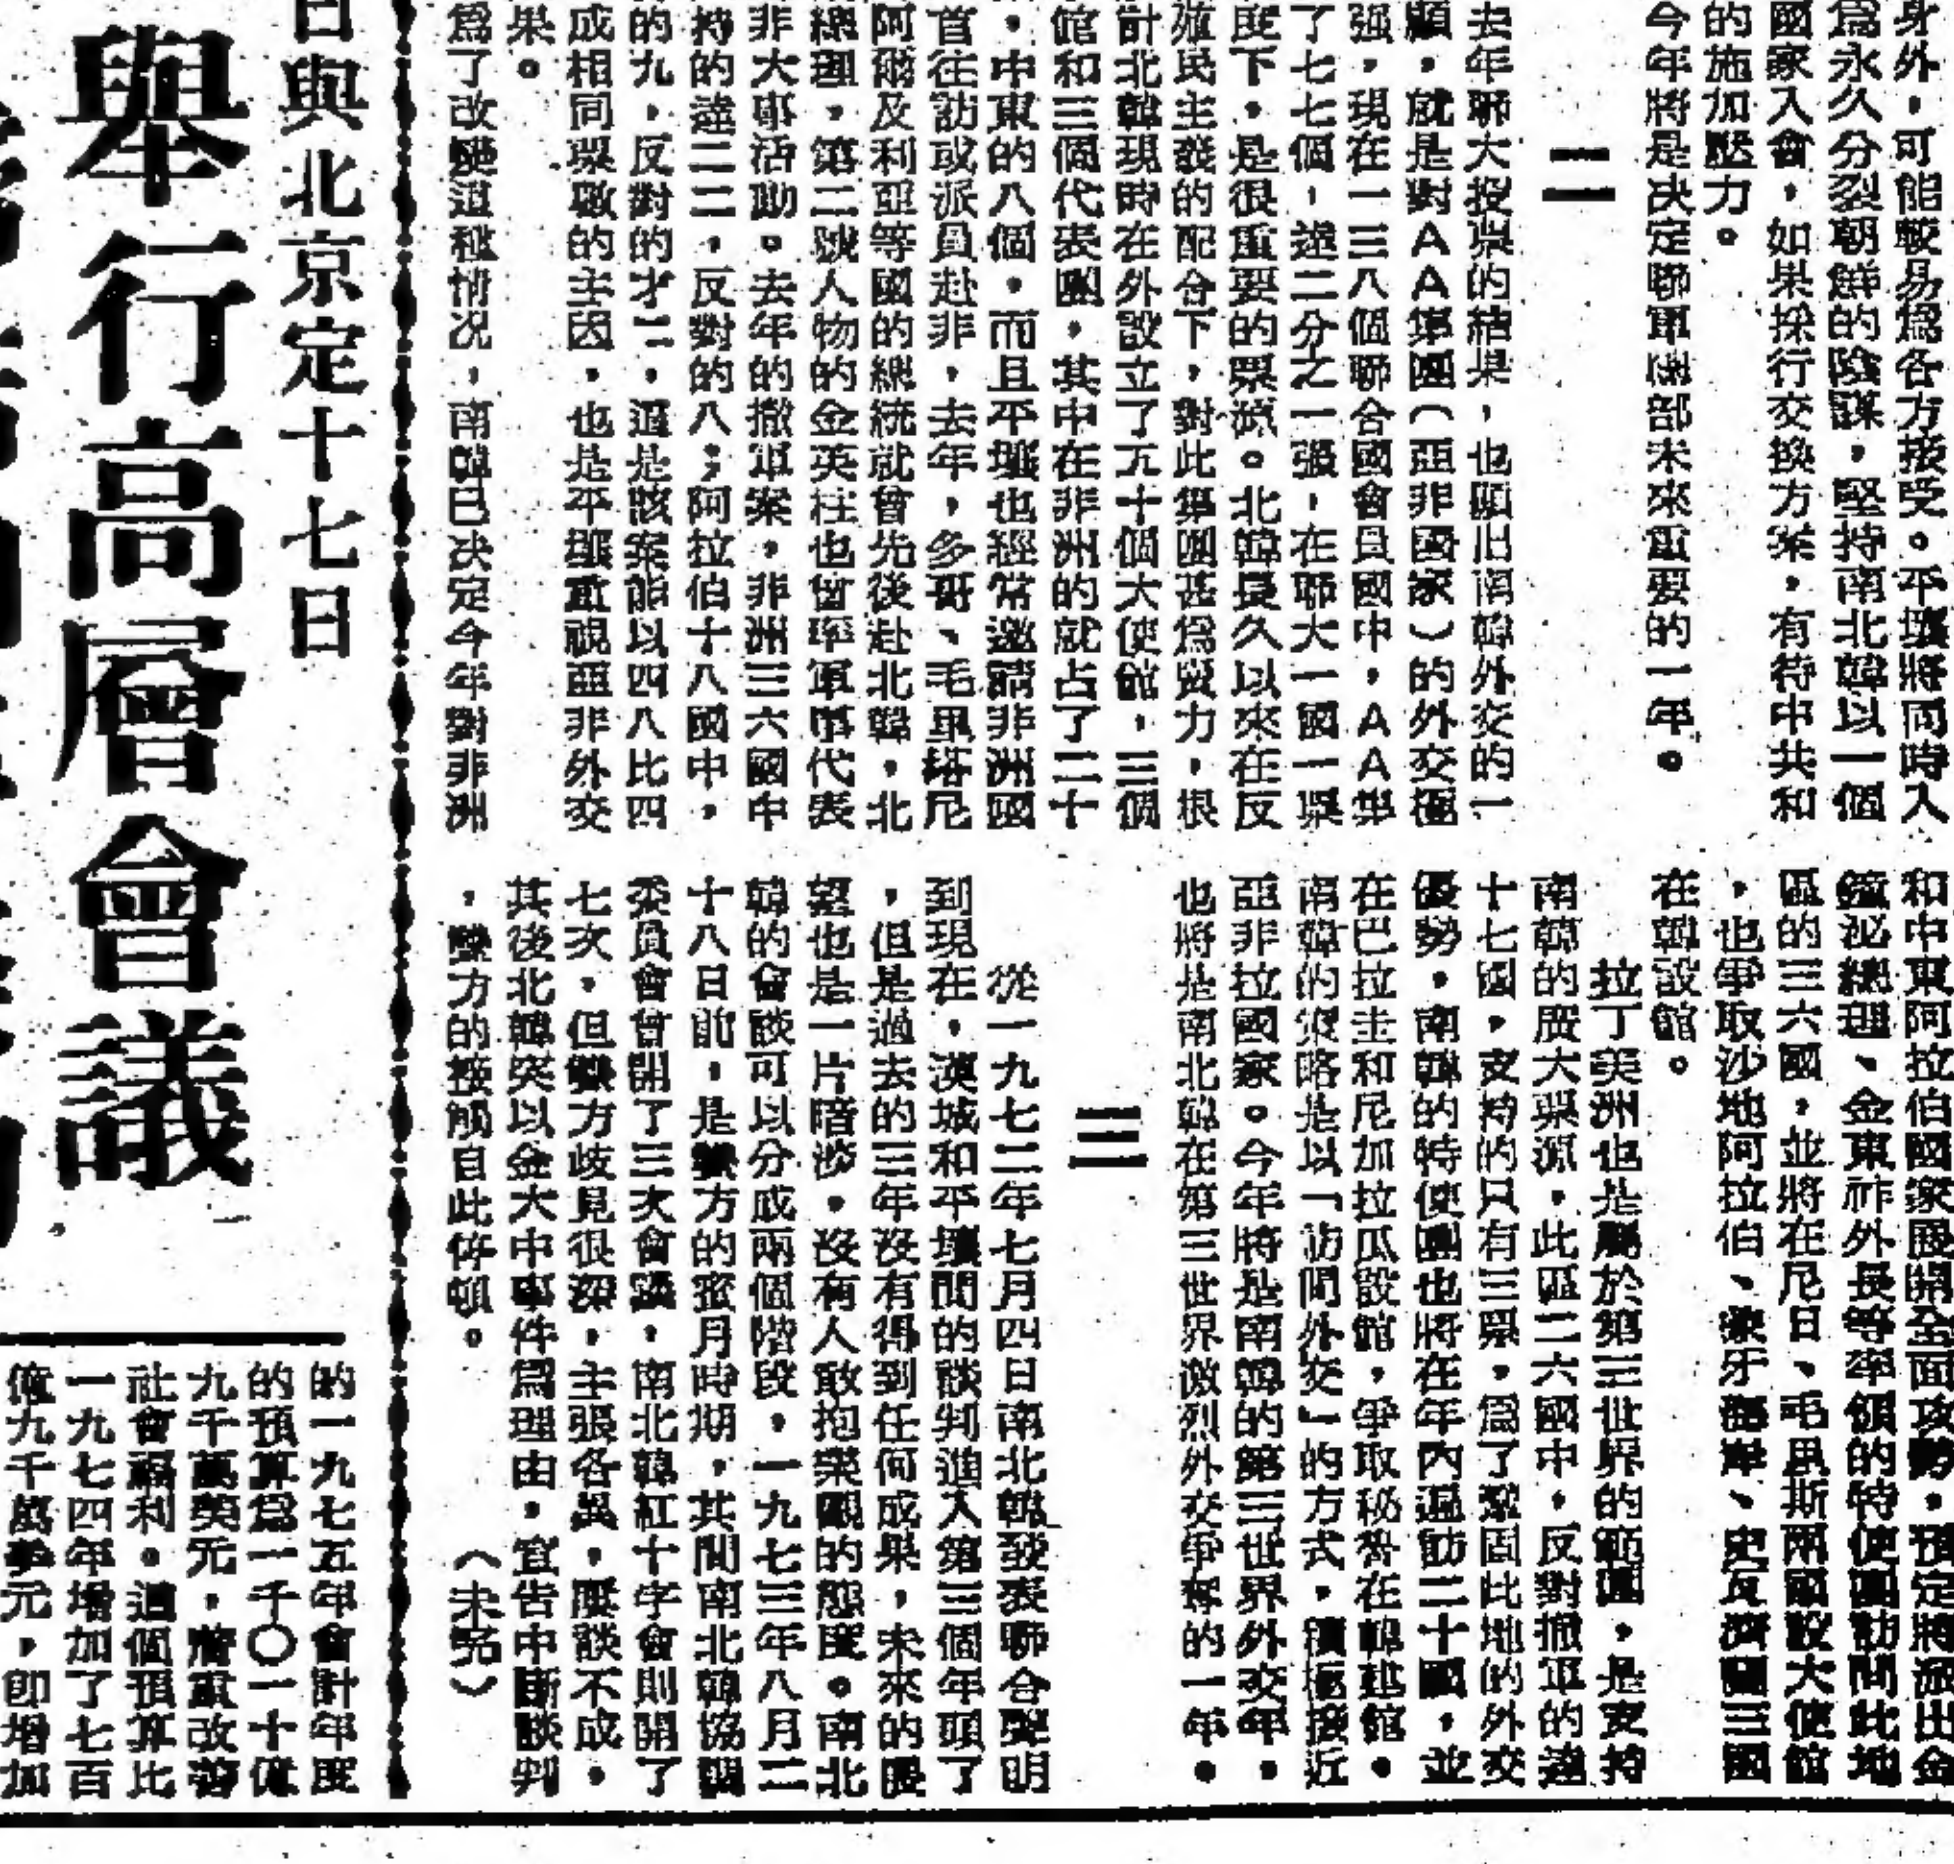 身外，可能較易為各方接受。平壤將同時入
為永久分裂朝鮮的陰謀，堅持南北韓以一個
國家入會，如果採行交換方案，有待中共和
的施加壓力。
今年將是决定聯軍統部未來重要的一年。
二
去年聯大投票的結果，也顯出南韓外交的一
顯，就是對ＡＡ集團（亞非國家）的外交極
强，現在一三八個聯合國會員國中，ＡＡ集
了七七個，達二分之一强，在聯大一國一票
度下，是很重要的票源。北韓長久以來在反
殖民主義的配合下，對此集團甚為賣力，根
計北韓現時在外設立了五十個大使館，三個
館和三個代表團，其中在非洲的就占了二十
，中東的八個，而且平壤也經常邀請非洲國
首往訪或派員赴非，去年，多哥、毛里塔尼
阿爾及利亞等國的總統就曾先後赴北韓，北
總理，第二號人物的金英柱也曾率軍事代表
非大事活動。去年的撤軍案，非洲三六國中
持的達二二，反對的八；阿拉伯十八國中，
的九，反對的才二，這是該案能以四八比四
成相同票數的主因，也是平壤重視亞非外交
果。
為了改變這種情况，南韓已决定今年對非洲
和中東阿拉伯國家展開全面攻勢，預定將派出金
鍾泌總理、金東祚外長等率領的特使團訪問此地
區的三六國，並將在尼日、毛里斯兩國設大使館
，也爭取沙地阿拉伯、象牙海岸、史瓦濟蘭三國
在韓設館。
拉丁美洲也是屬於第三世界的範圍，是支持
南韓的廣大票源，此區二六國中，反對撤軍的達
十七國，支持的只有三票，為了鞏固此地的外交
優勢，南韓的特使團也將在年內遍訪二十國，並
在巴拉圭和尼加拉瓜設館，爭取秘魯在韓建館。
南韓的策略是以「訪問外交」的方式，積極接近
亞非拉國家。今年將是南韓的第三世界外交年，
也將是南北韓在第三世界激烈外交爭奪的一年。
三
從一九七二年七月四日南北韓發表聯合聲明
到現在，漢城和平壤間的談判進入第三個年頭了
，但是過去的三年沒有得到任何成果，未來的展
望也是一片暗淡，沒有人敢抱樂觀的態度。南北
韓的會談可以分成兩個階段，一九七三年八月二
十八日前，是雙方的蜜月時期，其間南北韓協調
委員會曾開了三次會議，南北韓紅十字會則開了
七次，但雙方歧見很深，主張各異，屢談不成，
其後北韓突以金大中事件為理由，宣告中斷談判
，雙方的接觸自此停頓。
（未完）
日與北京定十七日
舉行高層會議
的一九七五年會計年度
的預算為一千〇一十億
九千萬美元，着重改善
社會福利。這個預算比
一九七四年增加了七百
億九千萬美元，即增加